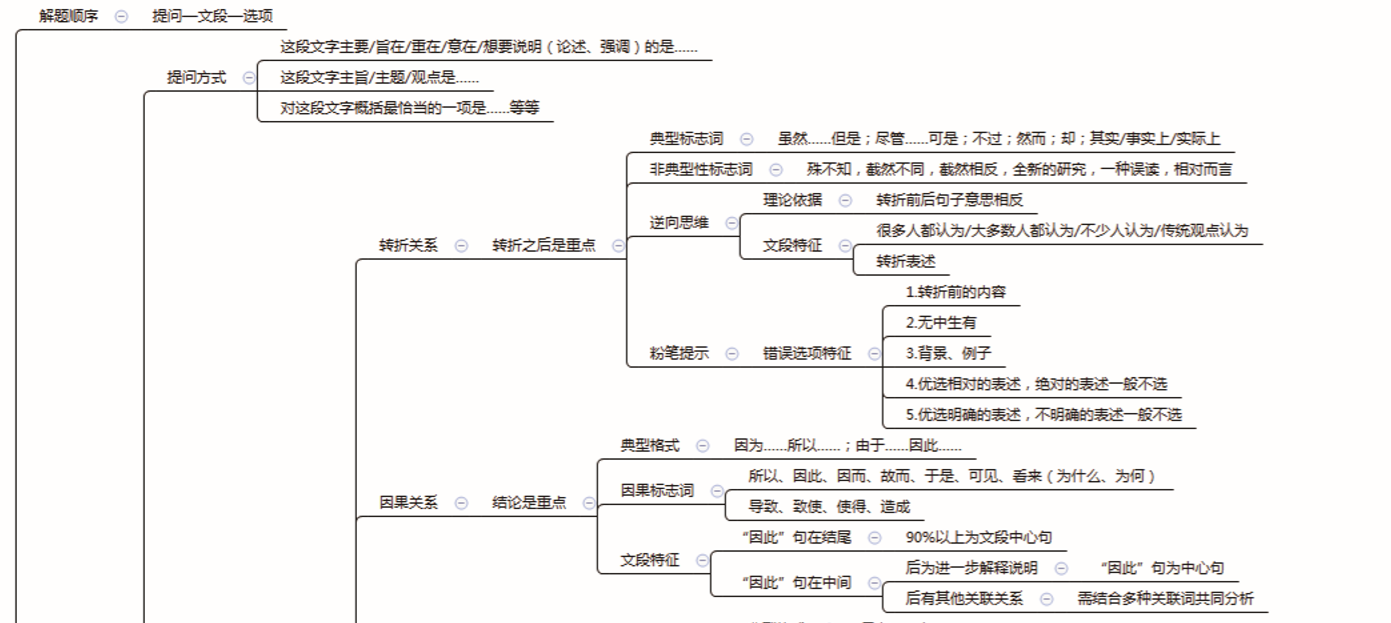 解题顺序 提问—文段—选项
这段文字主要/旨在/重在/意在/想要说明（论述、强调）的是……
提问方式 这段文字主旨/主题/观点是……
对这段文字概括最恰当的一项是……等等
典型标志词 虽然……但是；尽管……可是；不过；然而；却；其实/事实上/实际上
非典型性标志词 殊不知，截然不同，截然相反，全新的研究，一种误读，相对而言
理论依据 转折前后句子意思相反
逆向思维
很多人都认为/大多数人都认为/不少人认为/传统观点认为
转折关系 转折之后是重点 文段特征
转折表述
1.转折前的内容
2.无中生有
粉笔提示 错误选项特征 3.背景、例子
4.优选相对的表述，绝对的表述一般不选
5.优选明确的表述，不明确的表述一般不选
典型格式 因为……所以……；由于……因此……
所以、因此、因而、故而、于是、可见、看来（为什么、为何）
因果标志词
因果关系 结论是重点
导致、致使、使得、造成
“因此”句在结尾 90%以上为文段中心句
文段特征
后为进一步解释说明 “因此”句为中心句
“因此”句在中间
后有其他关联关系 需结合多种关联词共同分析